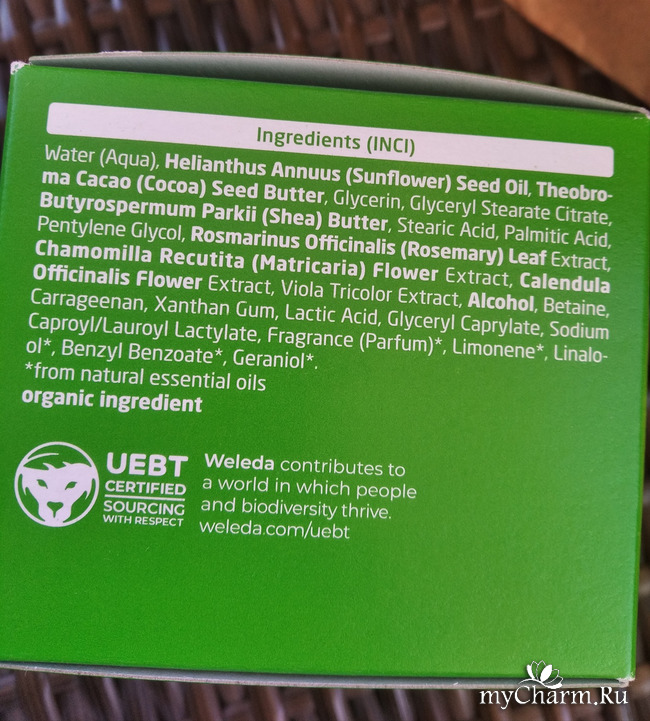 Ingredients (INCI)
Water (Aqua), Helianthus Annuus (Sunflower) Seed Oil, Theobro-
ma Cacao (Cocoa) Seed Butter, Glycerin, Glyceryl Stearate Citrate,
Butyrospermum Parkii (Shea) Butter, Stearic Acid, Palmitic Acid,
Pentylene Glycol, Rosmarinus Officinalis (Rosemary) Leaf Extract,
Chamomilla Recutita (Matricaria) Flower Extract, Calendula
Officinalis Flower Extract, Viola Tricolor Extract, Alcohol, Betaine,
Carrageenan, Xanthan Gum, Lactic Acid, Glyceryl Caprylate, Sodium
Caproyl/Lauroyl Lactylate, Fragrance (Parfum)*, Limonene*, Linalo-
ol*, Benzyl Benzoate*, Geraniol*.
*from natural essential oils
organic ingredient
UEBT
CERTIFIED
SOURCING
WITH RESPECT
Weleda contributes to
a world in which people
and biodiversity thrive.
weleda.com/uebt
myCharm.Ru